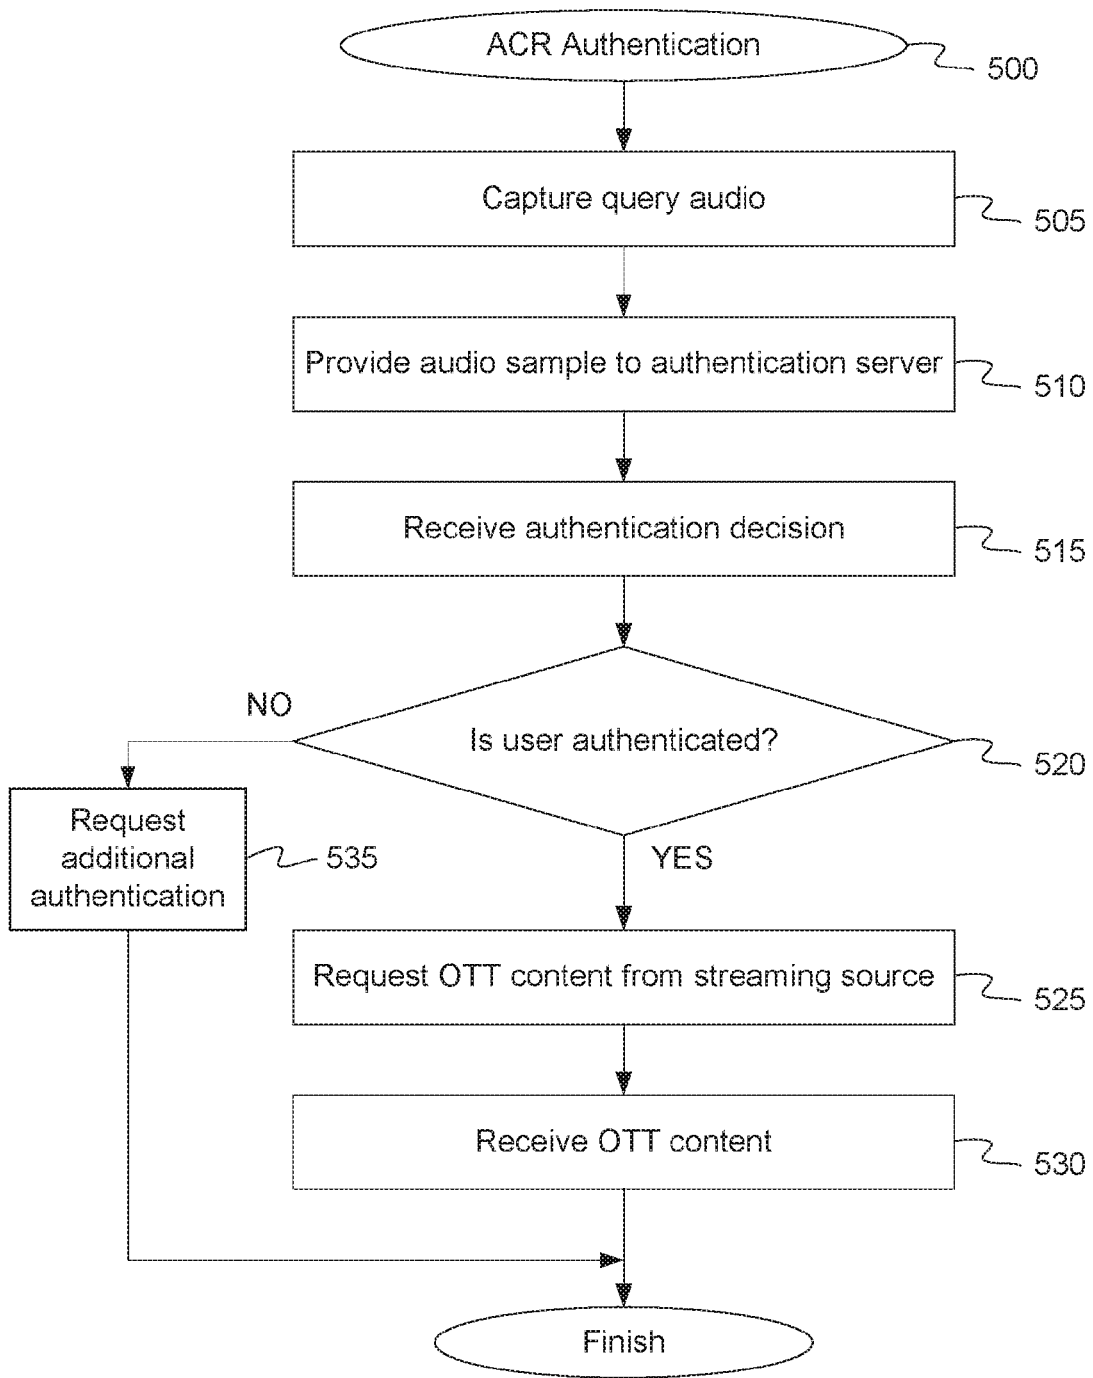 ACR Authentication
500
Capture query audio
505
Provide audio sample to authentication server
510
Receive authentication decision
515
NO
Is user authenticated?
520
Request
additional
authentication
535
YES
Request OTT content from streaming source
525
Receive OTT content
530
Finish